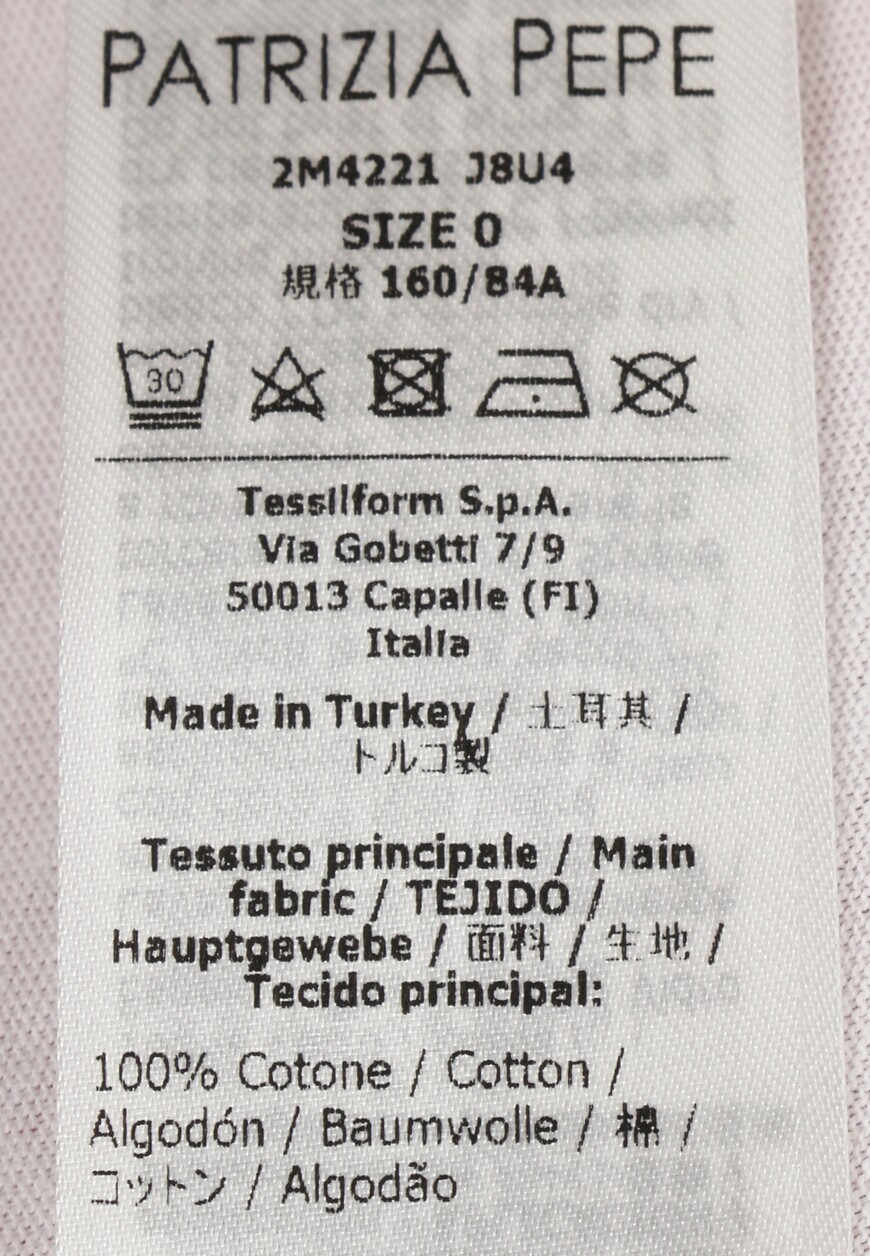 PATRIZIA PEPE
2M4221 J8U4
SIZE 0
規格 160/84A
30
Tessilform S.p.A.
Via Gobetti 7/9
50013 Capalle (FI)
Italia
Made in Turkey / 土耳其 /
トルコ製
Tessuto principale / Main
fabric / TEJIDO /
Hauptgewebe / 面料 / 生地 /
Tecido principal:
100% Cotone / Cotton /
Algodón / Baumwolle / 棉 /
コットン / Algodão